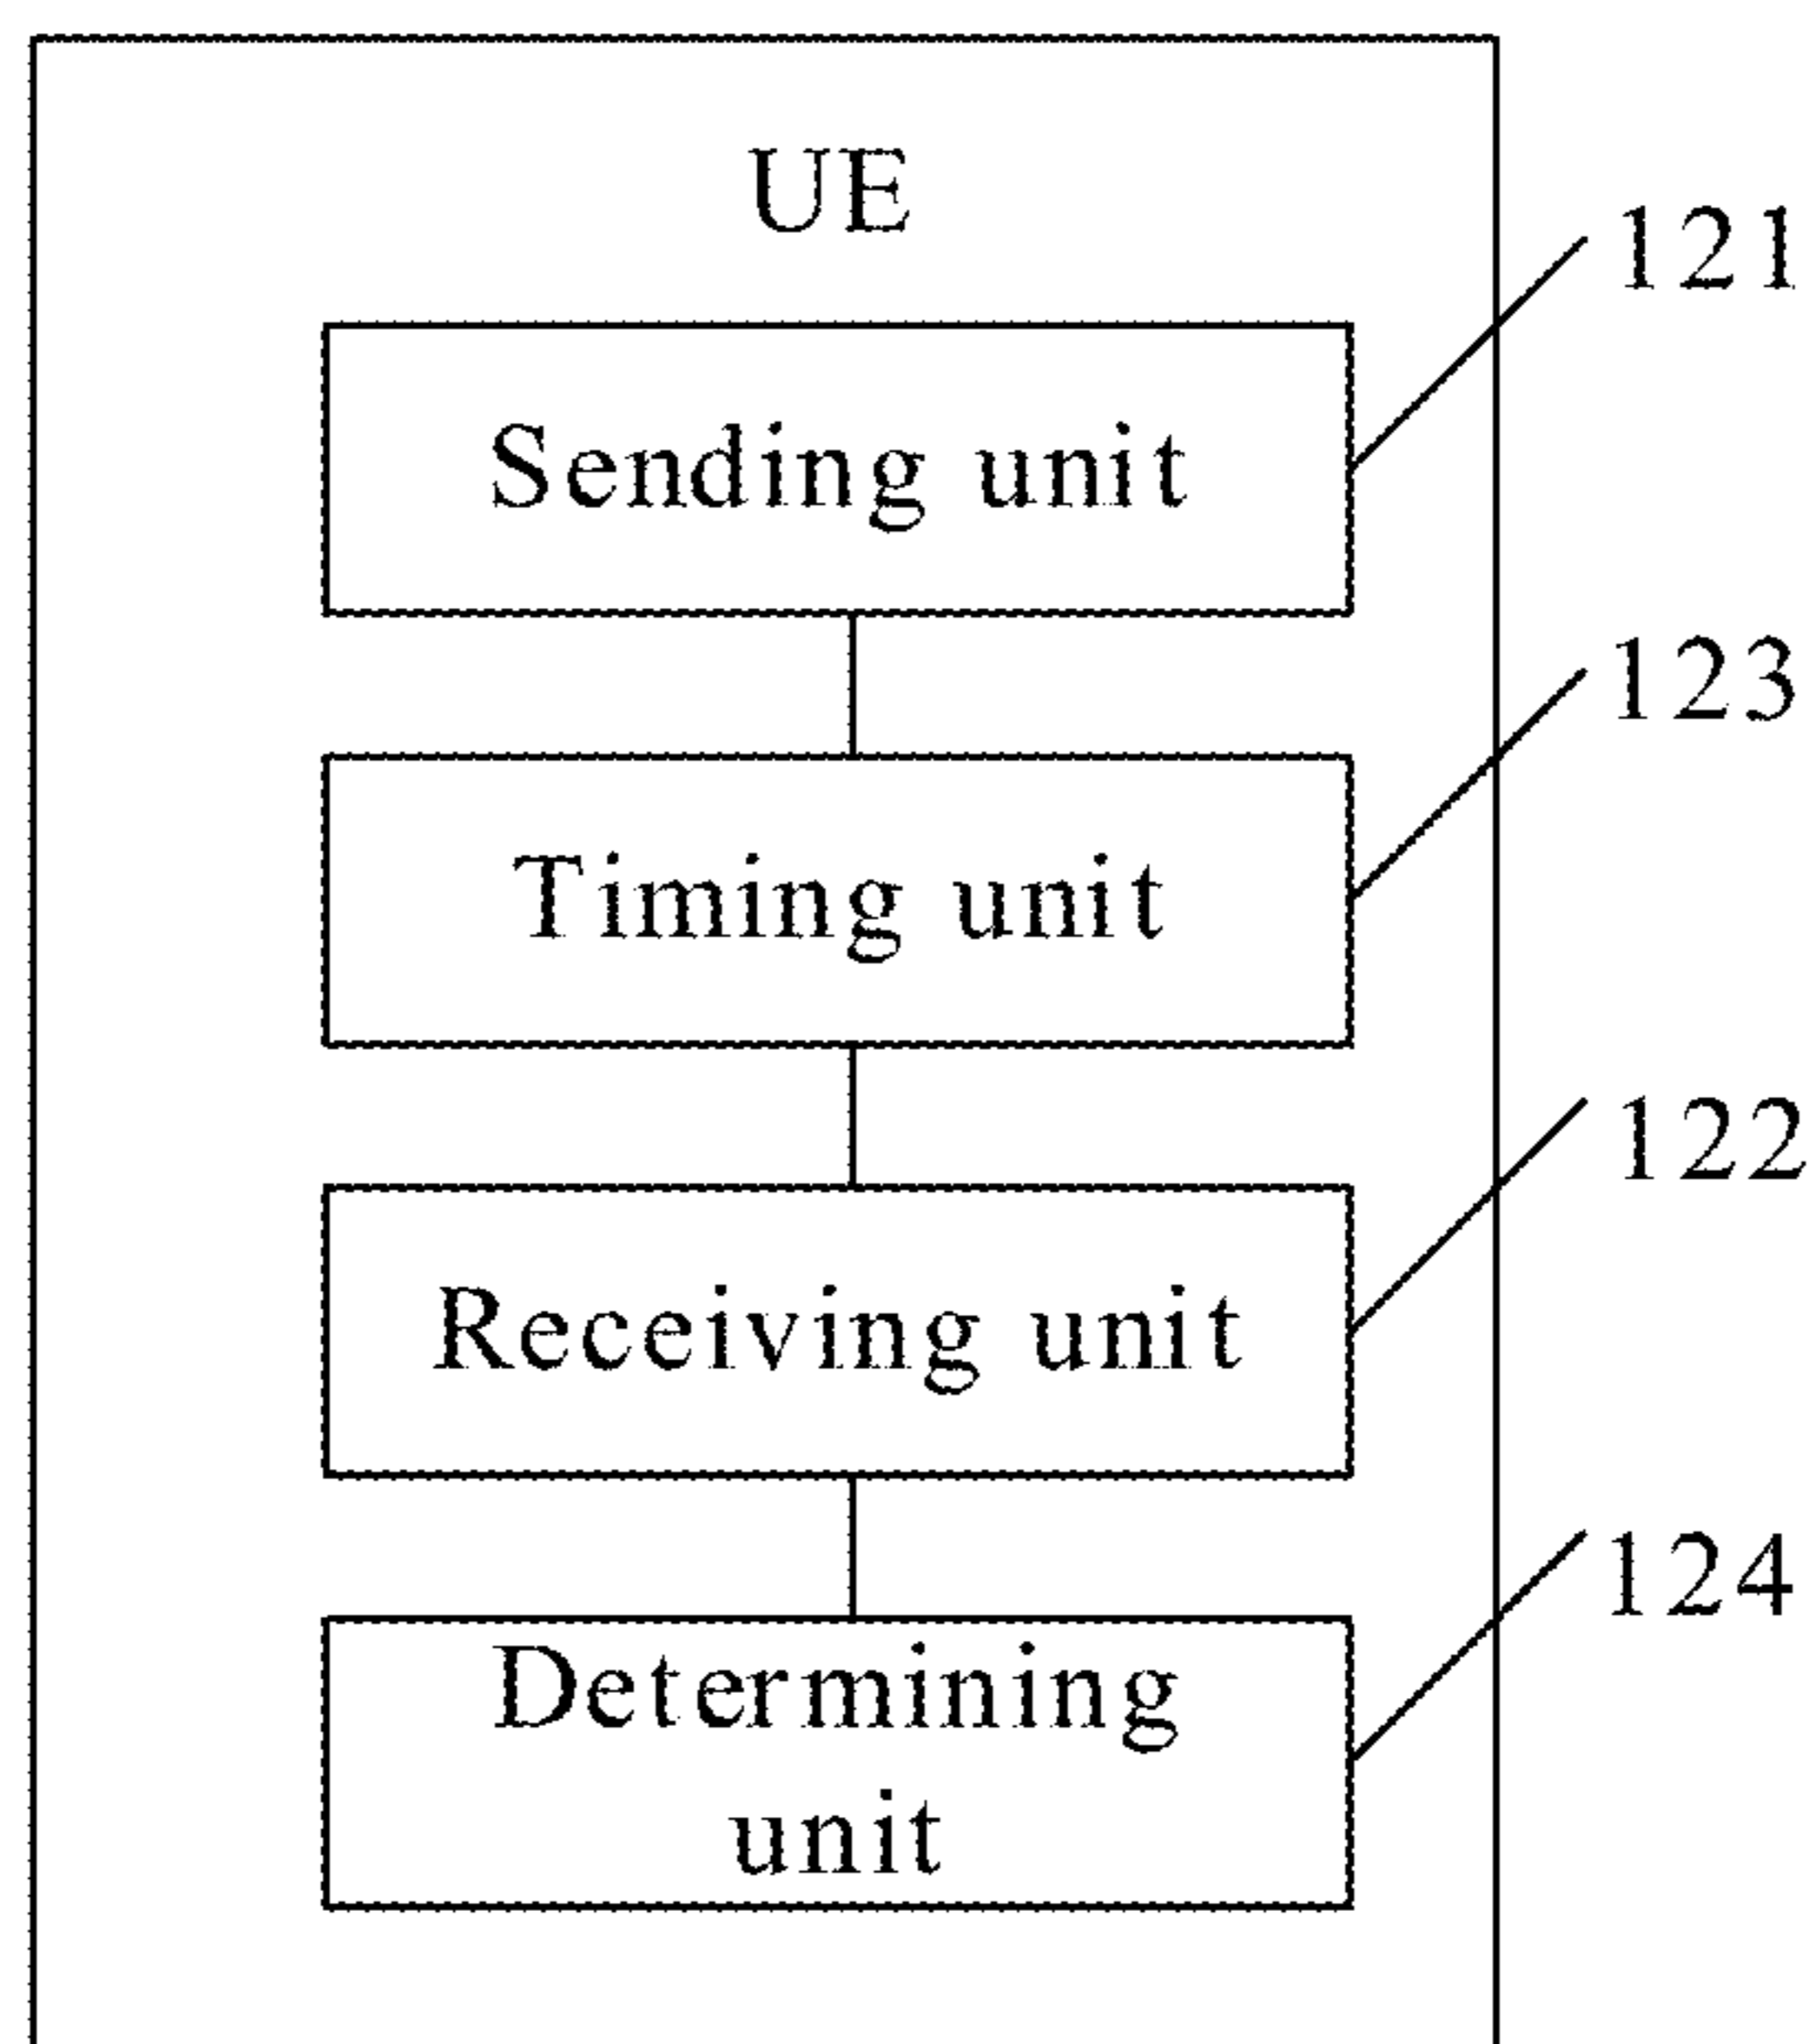 UE
121
Sending unit
123
Timing unit
122
Receiving unit
124
Determining
unit